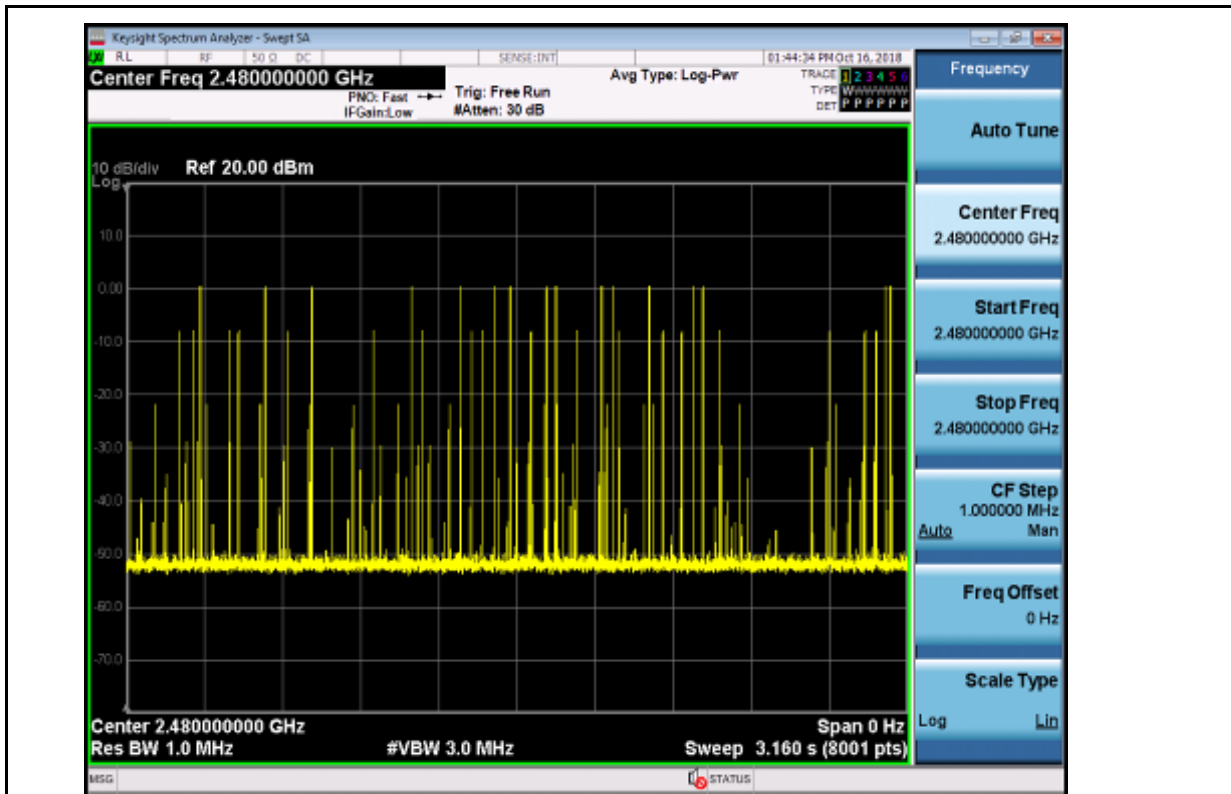 Keysight Spectrum Analyzer - Swept SA
RL RF 50 Ω DC SENSE:INT 01:44:34 PM Oct 16, 2018
Center Freq 2.480000000 GHz
Avg Type: Log-Pwr
TRACE 1 2 3 4 5 6
PNO: Fast Trig: Free Run
TYPE WWWWWW
IFGain:Low #Atten: 30 dB
DET P P P P P P
10 dB/div Ref 20.00 dBm
Log
10.0
0.00
-10.0
-20.0
-30.0
-40.0
-50.0
-60.0
-70.0
Center 2.480000000 GHz Span 0 Hz
Res BW 1.0 MHz #VBW 3.0 MHz Sweep 3.160 s (8001 pts)
MSG STATUS
Frequency
Auto Tune
Center Freq
2.480000000 GHz
Start Freq
2.480000000 GHz
Stop Freq
2.480000000 GHz
CF Step
1.000000 MHz
Auto Man
Freq Offset
0 Hz
Scale Type
Log Lin